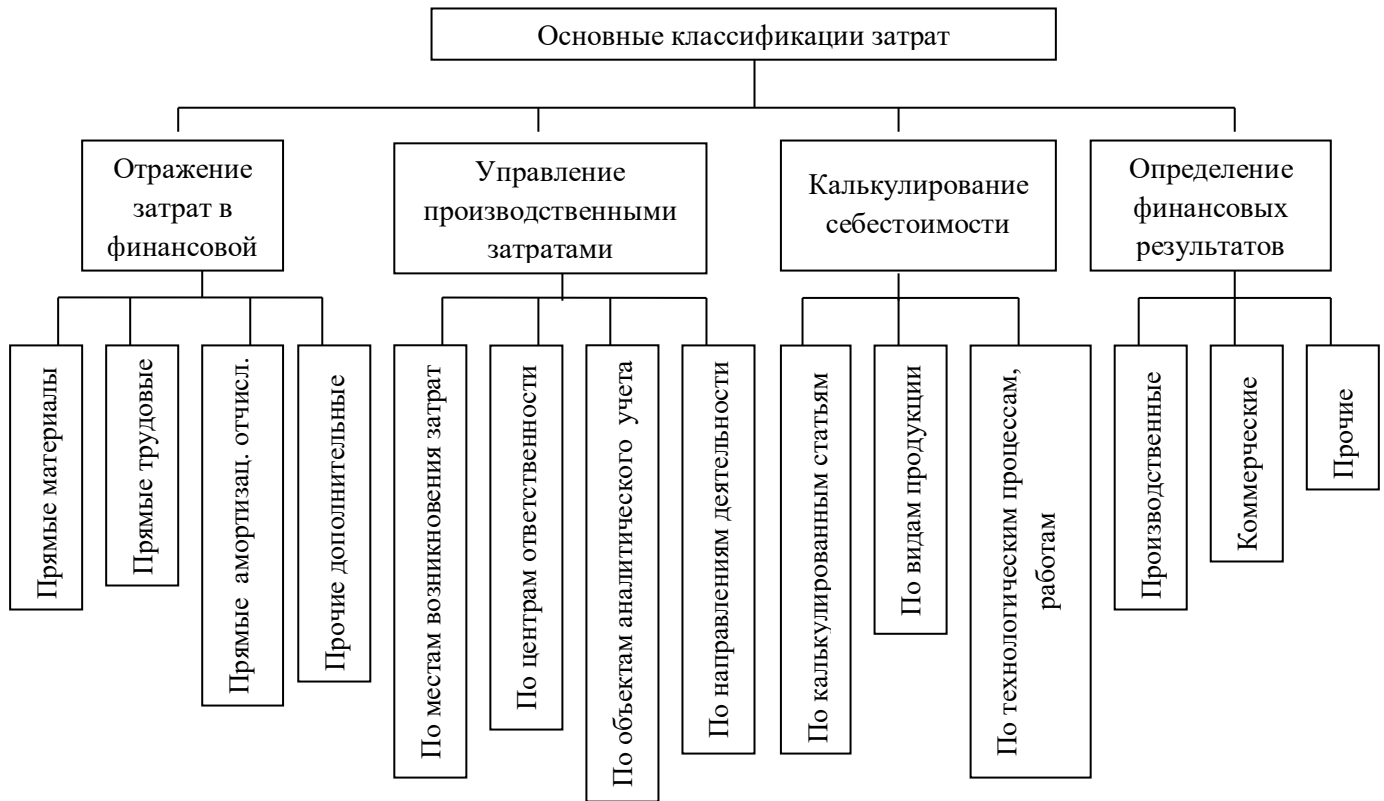 Основные классификации затрат
Отражение
затрат в
финансовой
Управление
производственными
затратами
Калькулирование
себестоимости
Определение
финансовых
результатов
Прямые материалы
Прямые трудовые
Прямые амортизац. отчисл.
Прочие дополнительные
По местам возникновения затрат
По центрам ответственности
По объектам аналитического учета
По направлениям деятельности
По калькулированным статьям
По видам продукции
По технологическим процессам,
работам
Производственные
Коммерческие
Прочие